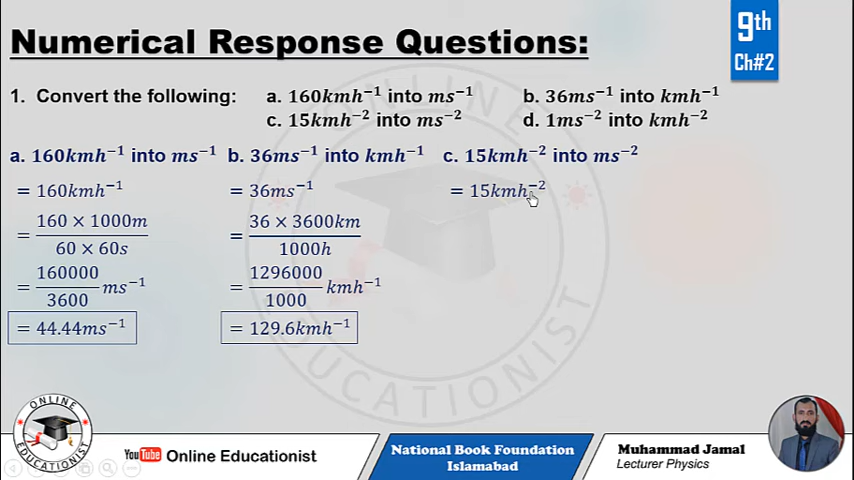 Numerical Response Questions:
9th
Ch#2
1. Convert the following: a. 160kmh⁻¹ into ms⁻¹ b. 36ms⁻¹ into kmh⁻¹
c. 15kmh⁻² into ms⁻² d. 1ms⁻² into kmh⁻²
a. 160kmh⁻¹ into ms⁻¹ b. 36ms⁻¹ into kmh⁻¹ c. 15kmh⁻² into ms⁻²
= 160kmh⁻¹ = 36ms⁻¹ = 15kmh⁻²
= (160 × 1000m)/(60 × 60s) = (36 × 3600km)/(1000h)
= 160000/3600 ms⁻¹ = 1296000/1000 kmh⁻¹
= 44.44ms⁻¹ = 129.6kmh⁻¹
ONLINE
EDUCATIONIST
ONLINE
EDUCATIONIST
YouTube Online Educationist
National Book Foundation
Islamabad
Muhammad Jamal
Lecturer Physics